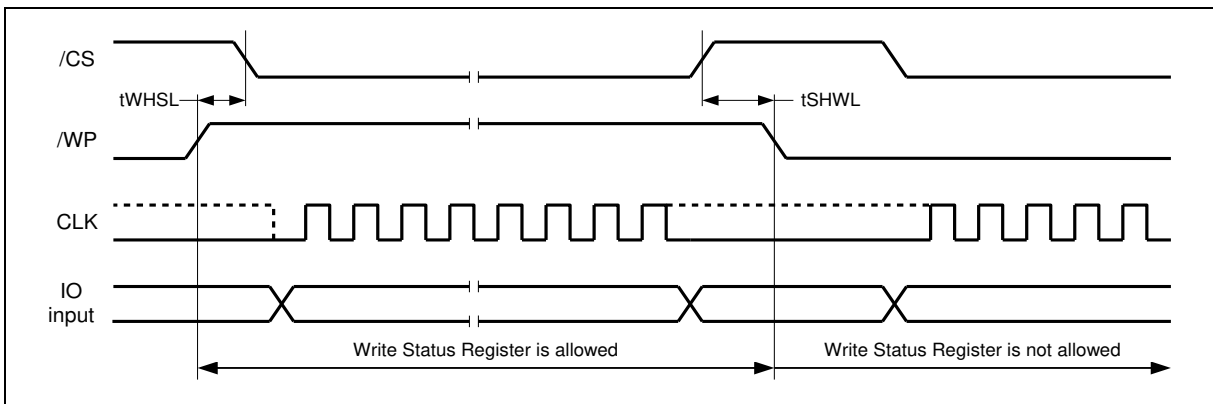 /CS
tWHSL
tSHWL
/WP
CLK
IO
input
Write Status Register is allowed
Write Status Register is not allowed